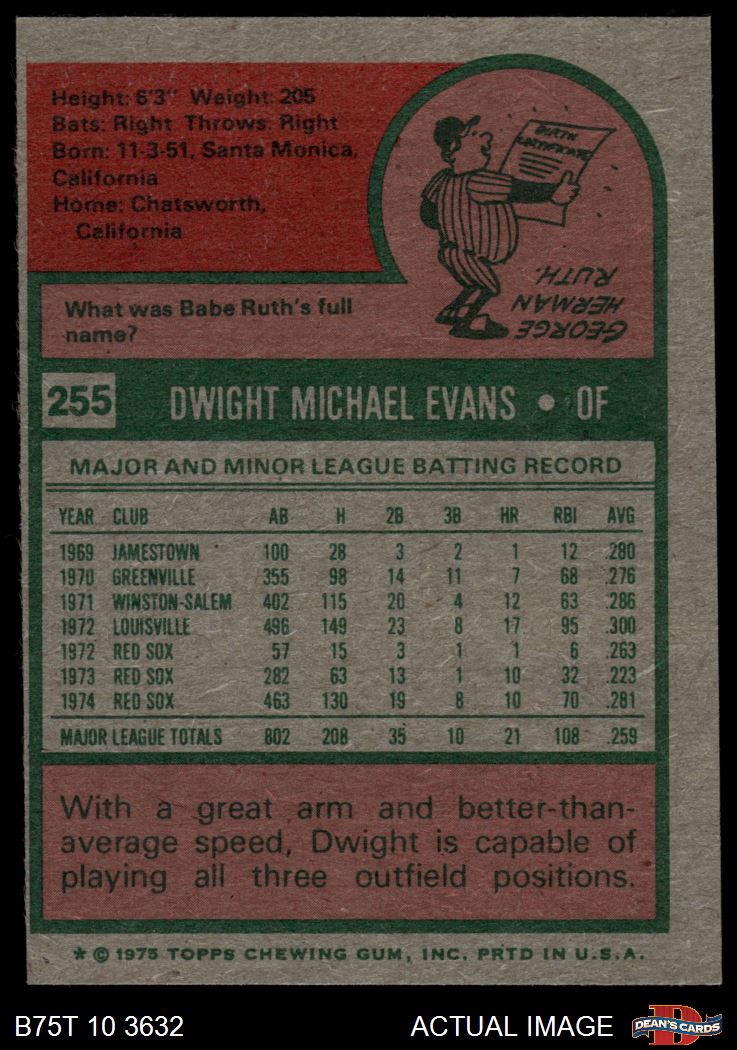 Height: 6'3" Weight: 205
Bats: Right Throws: Right
Born: 11-3-51, Santa Monica,
California
Home: Chatsworth,
California
BIRTH
CERTIFICATE
GEORGE
HERMAN
RUTH.
What was Babe Ruth's full
name?
255 DWIGHT MICHAEL EVANS • OF
MAJOR AND MINOR LEAGUE BATTING RECORD
YEAR CLUB AB H 2B 3B HR RBI AVG
1969 JAMESTOWN 100 28 3 2 1 12 .280
1970 GREENVILLE 355 98 14 11 7 68 .276
1971 WINSTON-SALEM 402 115 20 4 12 63 .286
1972 LOUISVILLE 496 149 23 8 17 95 .300
1972 RED SOX 57 15 3 1 1 6 .263
1973 RED SOX 282 63 13 1 10 32 .223
1974 RED SOX 463 130 19 8 10 70 .281
MAJOR LEAGUE TOTALS 802 208 35 10 21 108 .259
With a great arm and better-than-
average speed, Dwight is capable of
playing all three outfield positions.
* © 1975 TOPPS CHEWING GUM, INC. PRTD IN U.S.A.
B75T 10 3632 ACTUAL IMAGE DEAN'S CARDS